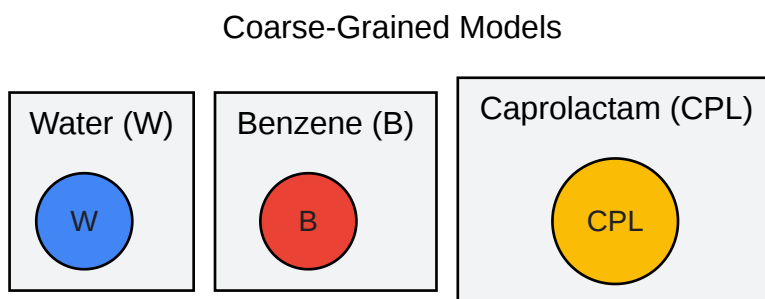 Coarse-Grained Models
Water (W)
W
Benzene (B)
B
Caprolactam (CPL)
CPL